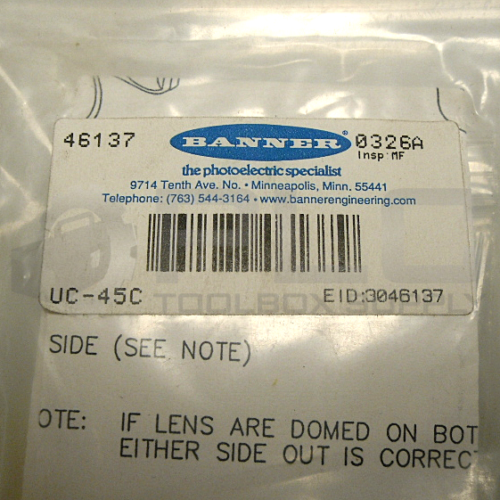 46137 BANNER® 0326A
Insp MF
the photoelectric specialist
9714 Tenth Ave. No. • Minneapolis, Minn. 55441
Telephone: (763) 544-3164 • www.bannerengineering.com
UC-45C EID:3046137
TOOLBOX SUPPLY
SIDE (SEE NOTE)
OTE: IF LENS ARE DOMED ON BOT
EITHER SIDE OUT IS CORREC